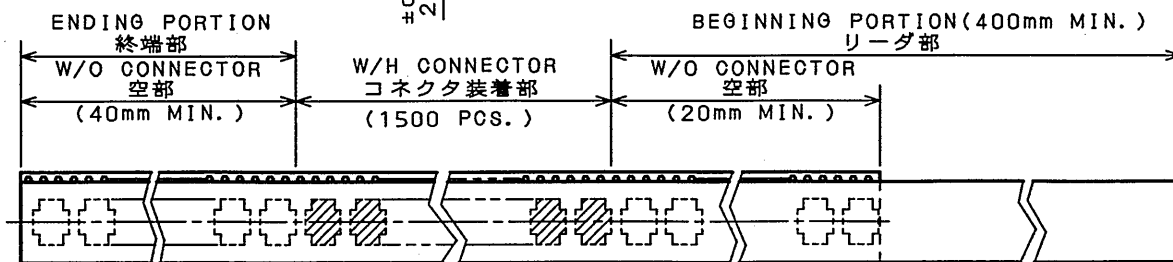 ENDING PORTION
終端部
W/O CONNECTOR
空部
(40mm MIN.)
W/H CONNECTOR
コネクタ装着部
(1500 PCS.)
BEGINNING PORTION(400mm MIN.)
リーダ部
W/O CONNECTOR
空部
(20mm MIN.)